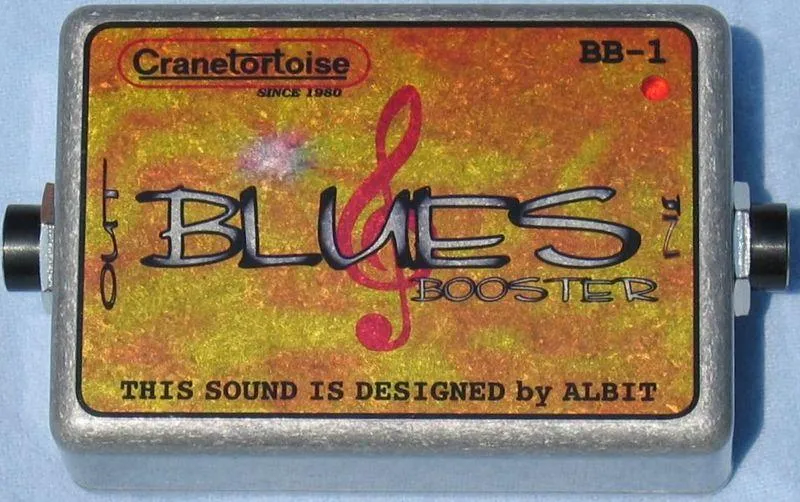 Cranetortoise
SINCE 1980
BB-1
out
BLUES
in
BOOSTER
THIS SOUND IS DESIGNED by ALBIT